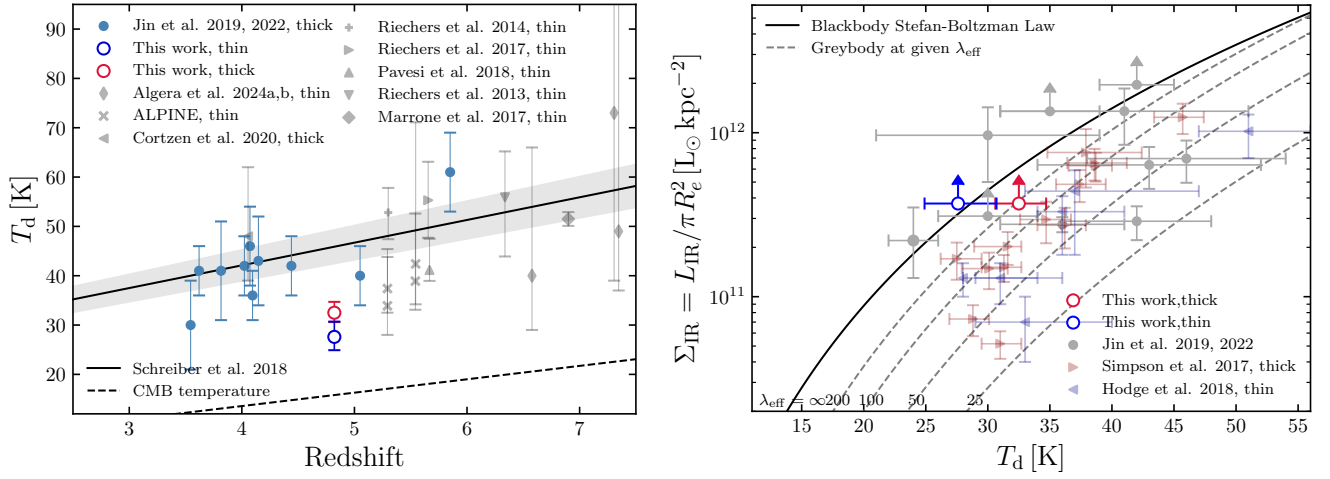 90
80
70
60
50
40
30
20
T_d [K]
Jin et al. 2019, 2022, thick
This work, thin
This work, thick
Algera et al. 2024a,b, thin
ALPINE, thin
Cortzen et al. 2020, thick
Riechers et al. 2014, thin
Riechers et al. 2017, thin
Pavesi et al. 2018, thin
Riechers et al. 2013, thin
Marrone et al. 2017, thin
Schreiber et al. 2018
CMB temperature
3 4 5 6 7
Redshift
Σ_IR = L_IR/πR_e^2 [L_⊙ kpc^−2]
10^12
10^11
Blackbody Stefan-Boltzman Law
Greybody at given λ_eff
This work,thick
This work,thin
Jin et al. 2019, 2022
Simpson et al. 2017, thick
Hodge et al. 2018, thin
λ_eff = ∞ 200 100 50 25
15 20 25 30 35 40 45 50 55
T_d [K]